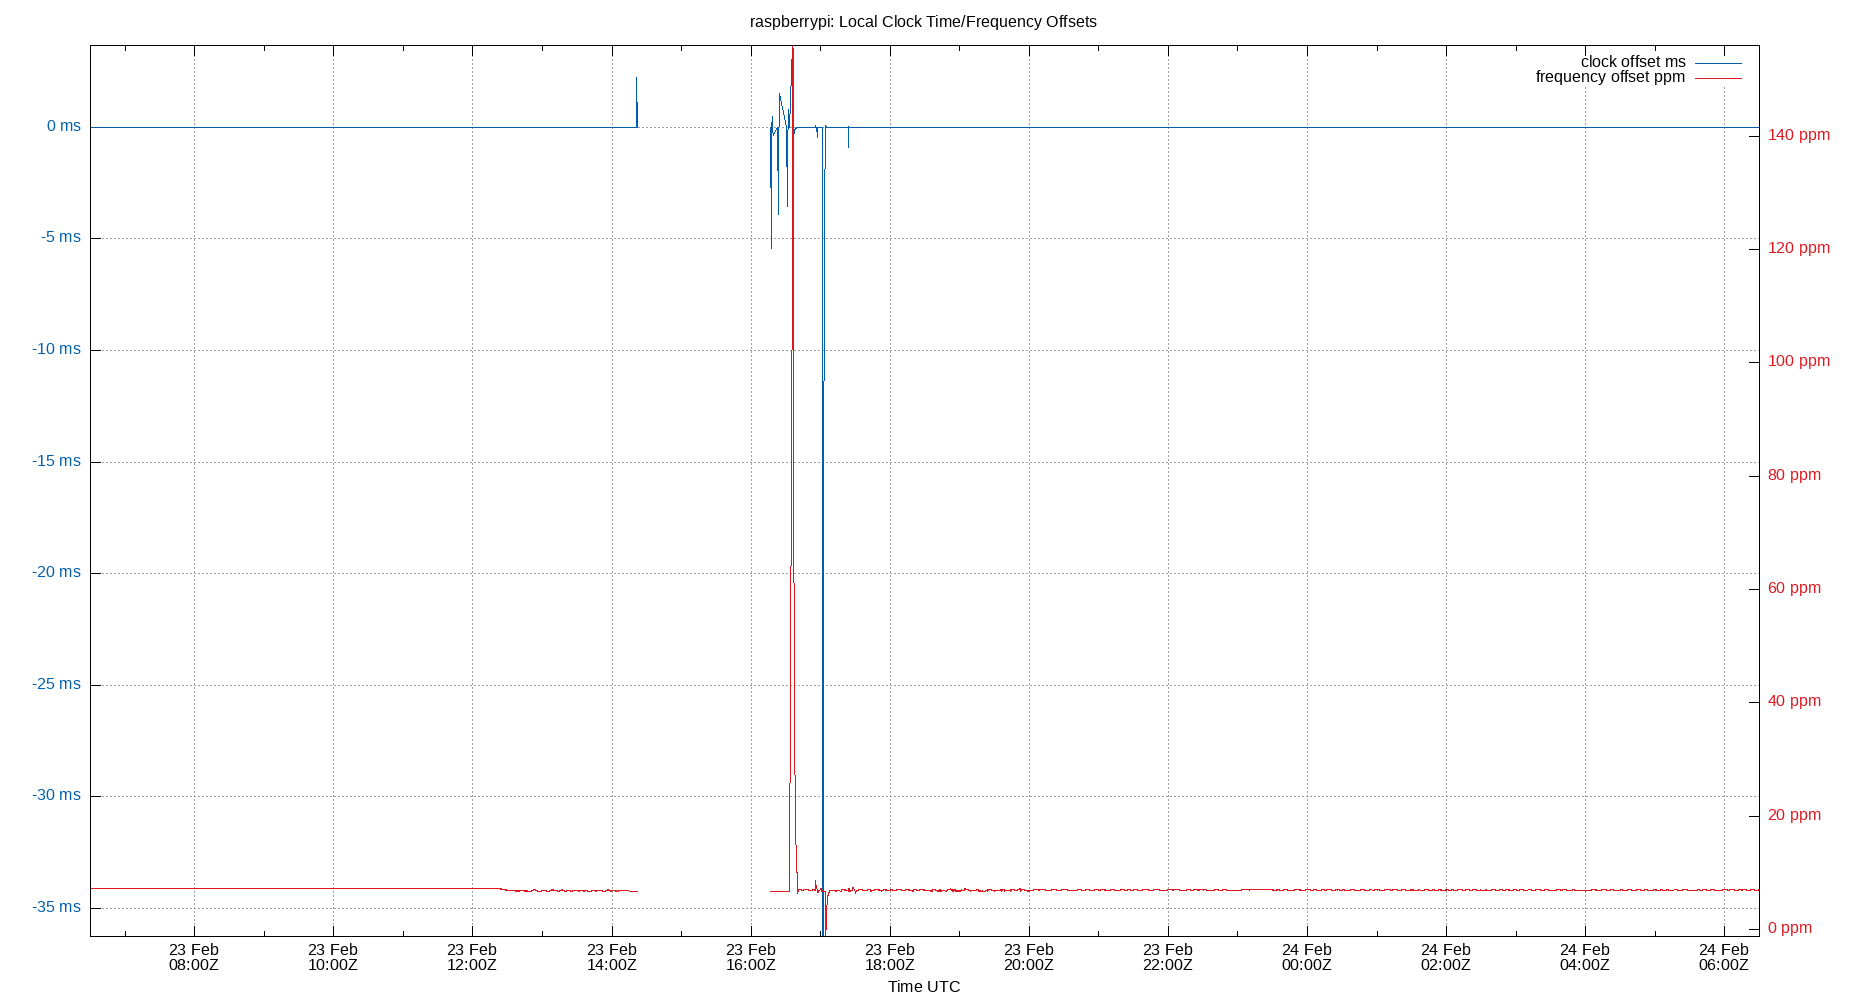 raspberrypi: Local Clock Time/Frequency Offsets
clock offset ms
frequency offset ppm
0 ms
-5 ms
-10 ms
-15 ms
-20 ms
-25 ms
-30 ms
-35 ms
140 ppm
120 ppm
100 ppm
80 ppm
60 ppm
40 ppm
20 ppm
0 ppm
23 Feb 23 Feb 23 Feb 23 Feb 23 Feb 23 Feb 23 Feb 23 Feb 24 Feb 24 Feb 24 Feb 24 Feb
08:00Z 10:00Z 12:00Z 14:00Z 16:00Z 18:00Z 20:00Z 22:00Z 00:00Z 02:00Z 04:00Z 06:00Z
Time UTC